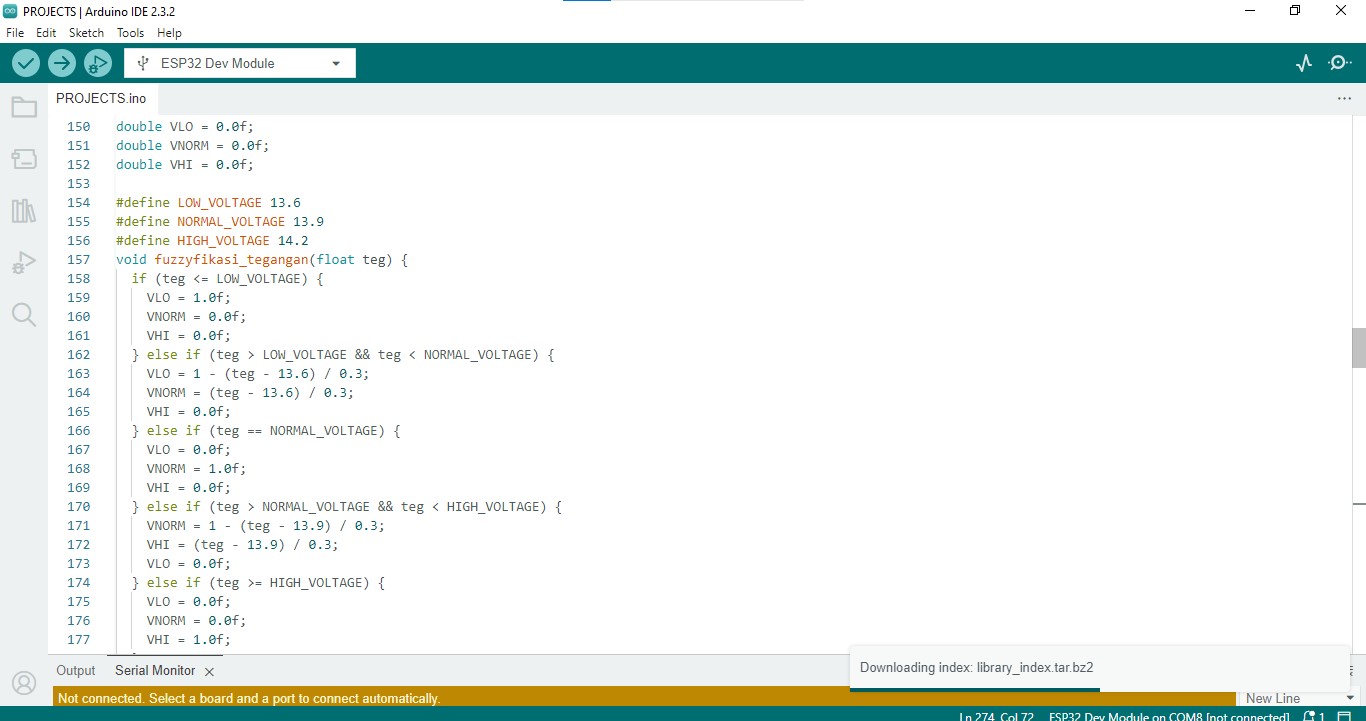 PROJECTS | Arduino IDE 2.3.2
File Edit Sketch Tools Help
ESP32 Dev Module
PROJECTS.ino
150 double VLO = 0.0f;
151 double VNORM = 0.0f;
152 double VHI = 0.0f;
153
154 #define LOW_VOLTAGE 13.6
155 #define NORMAL_VOLTAGE 13.9
156 #define HIGH_VOLTAGE 14.2
157 void fuzzyfikasi_tegangan(float teg) {
158 if (teg <= LOW_VOLTAGE) {
159 VLO = 1.0f;
160 VNORM = 0.0f;
161 VHI = 0.0f;
162 } else if (teg > LOW_VOLTAGE && teg < NORMAL_VOLTAGE) {
163 VLO = 1 - (teg - 13.6) / 0.3;
164 VNORM = (teg - 13.6) / 0.3;
165 VHI = 0.0f;
166 } else if (teg == NORMAL_VOLTAGE) {
167 VLO = 0.0f;
168 VNORM = 1.0f;
169 VHI = 0.0f;
170 } else if (teg > NORMAL_VOLTAGE && teg < HIGH_VOLTAGE) {
171 VNORM = 1 - (teg - 13.9) / 0.3;
172 VHI = (teg - 13.9) / 0.3;
173 VLO = 0.0f;
174 } else if (teg >= HIGH_VOLTAGE) {
175 VLO = 0.0f;
176 VNORM = 0.0f;
177 VHI = 1.0f;
Output Serial Monitor
Downloading index: library_index.tar.bz2
Not connected. Select a board and a port to connect automatically.
New Line
Ln 274, Col 72 ESP32 Dev Module on COM8 [not connected] 1